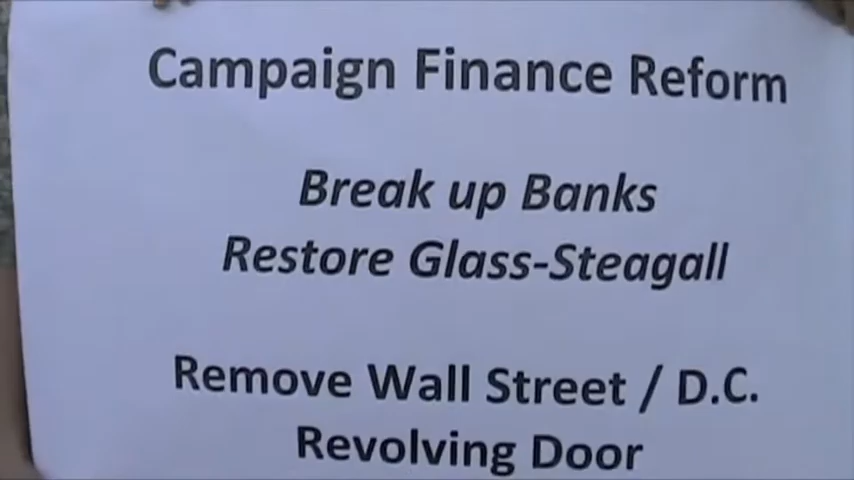 Campaign Finance Reform
Break up Banks
Restore Glass-Steagall
Remove Wall Street / D.C.
Revolving Door